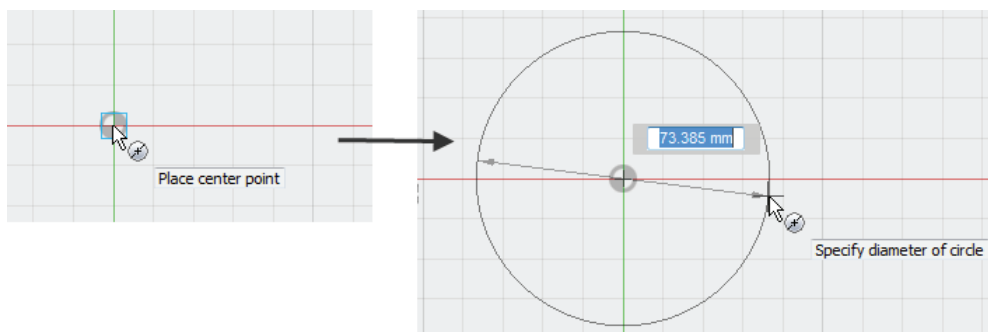 Place center point
73.385 mm
Specify diameter of circle